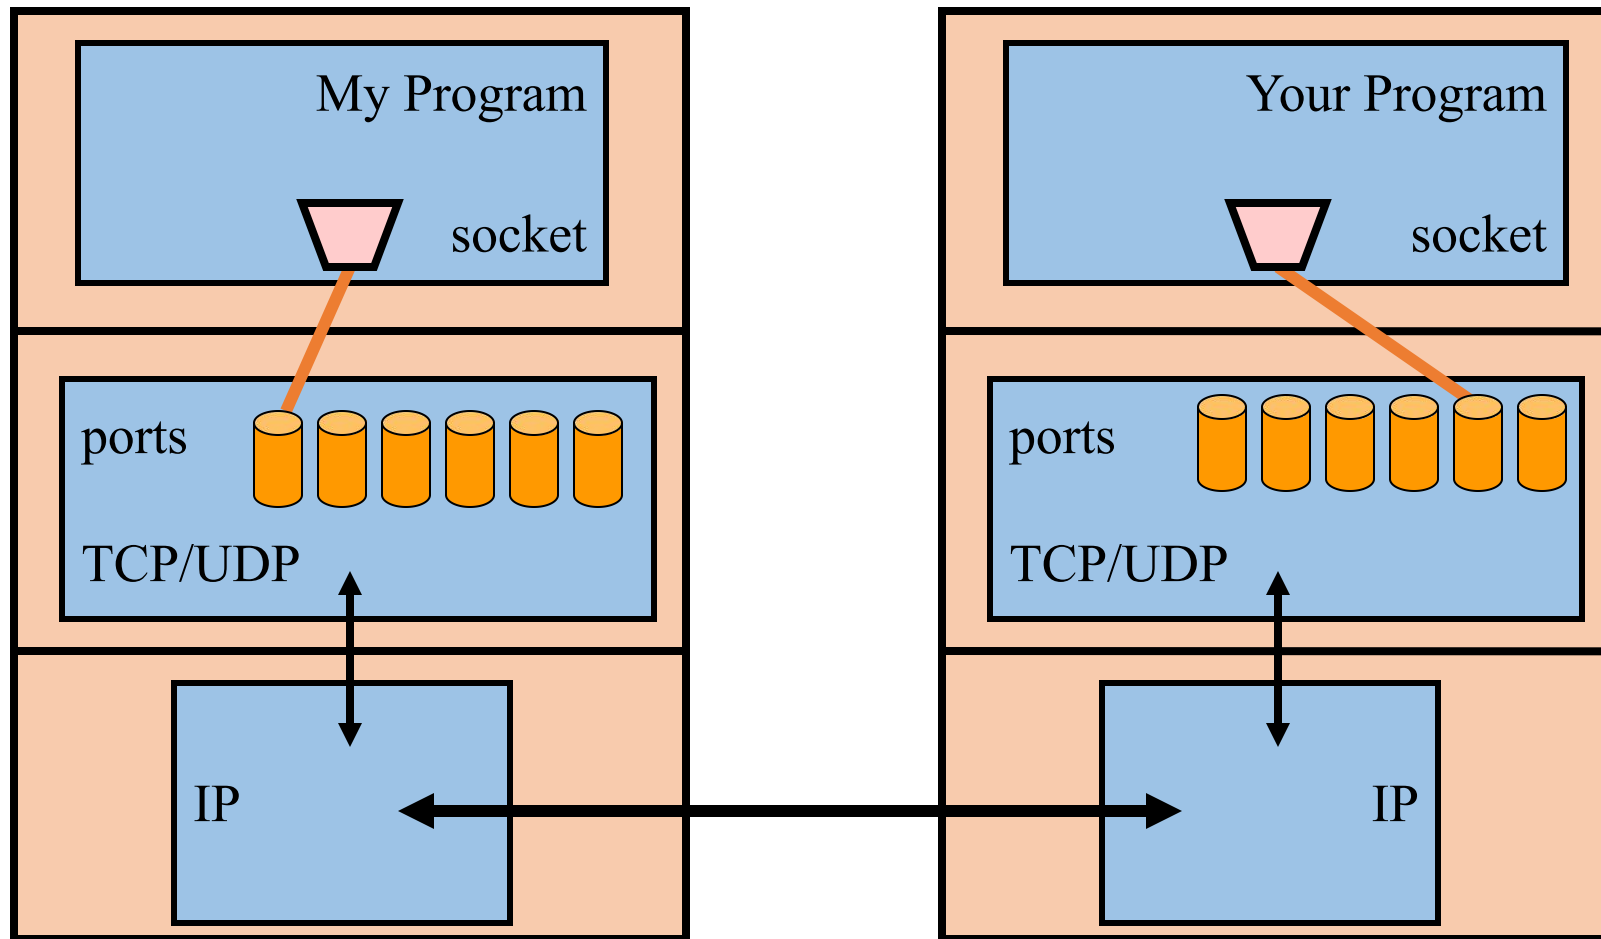 My Program
socket
ports
TCP/UDP
IP
Your Program
socket
ports
TCP/UDP
IP